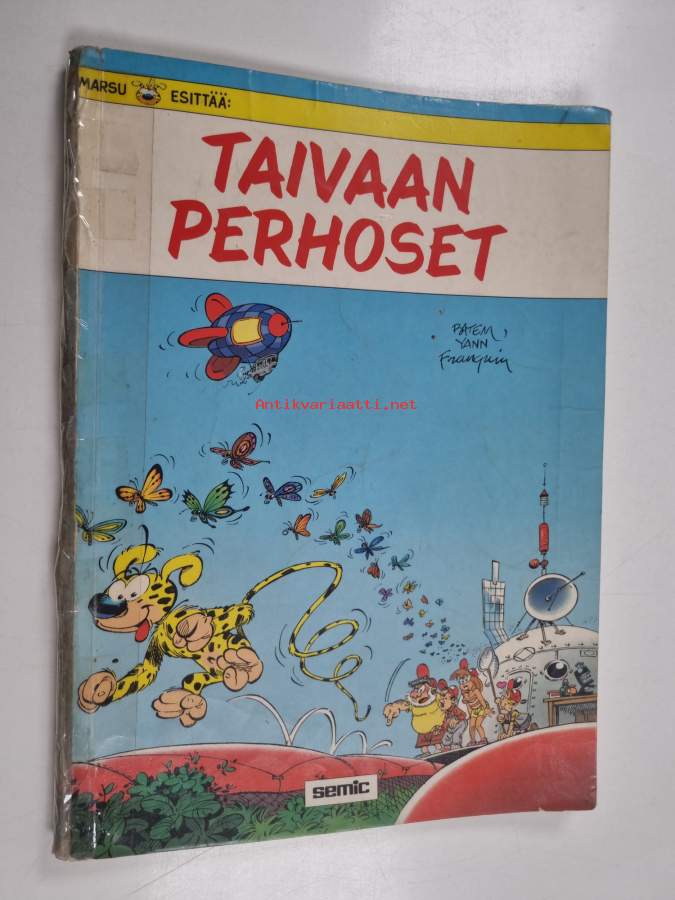 MARSU ESITTÄÄ:
TAIVAAN
PERHOSET
BATEM,
YANN
Franquin
Antikvariaatti.net
semic